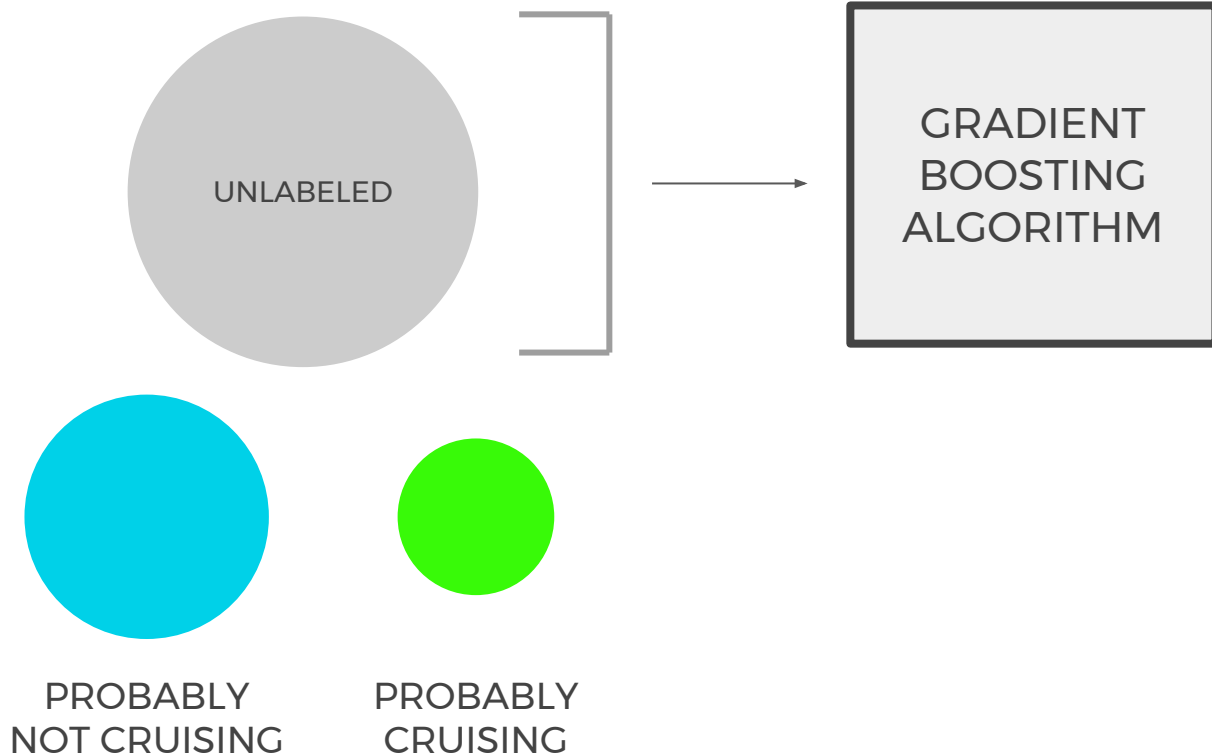 UNLABELED
GRADIENT
BOOSTING
ALGORITHM
PROBABLY
NOT CRUISING
PROBABLY
CRUISING